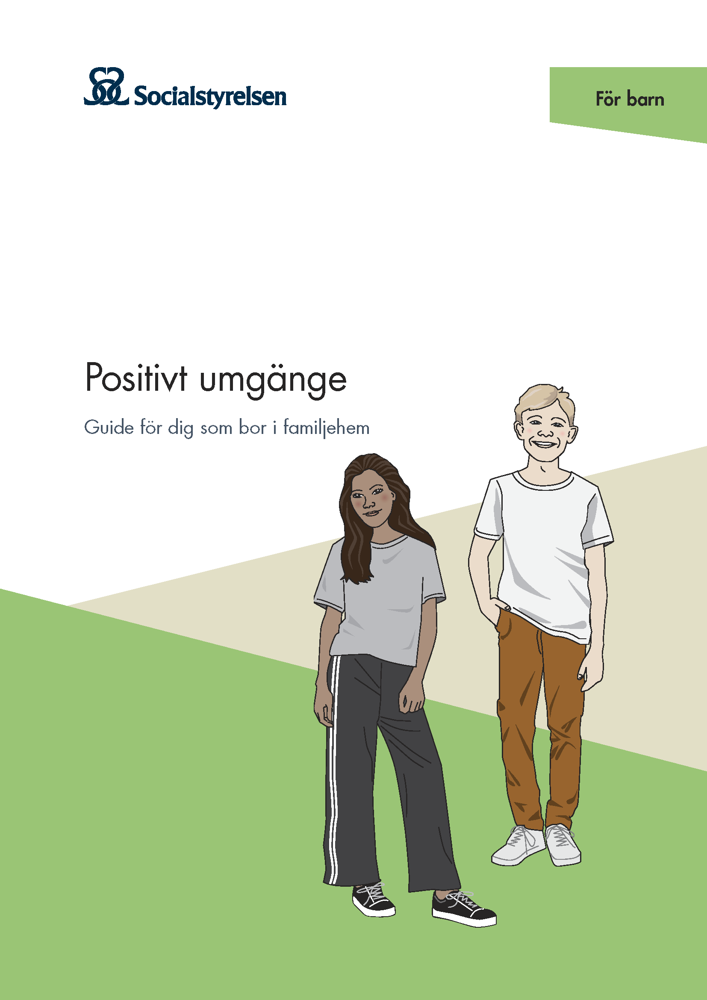 Socialstyrelsen
För barn
Positivt umgänge
Guide för dig som bor i familjehem